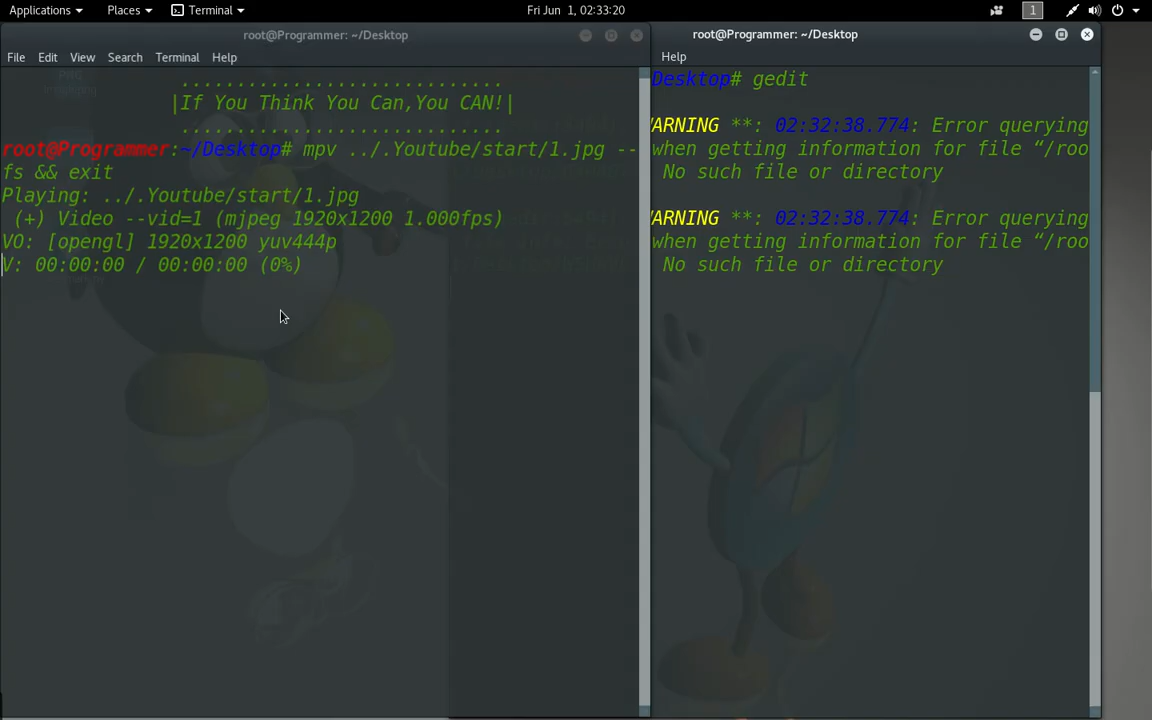 Applications Places Terminal Fri Jun 1, 02:33:20 1
root@Programmer: ~/Desktop
File Edit View Search Terminal Help
..............................
|If You Think You Can,You CAN!|
..............................
root@Programmer:~/Desktop# mpv ../.Youtube/start/1.jpg --
fs && exit
Playing: ../.Youtube/start/1.jpg
(+) Video --vid=1 (mjpeg 1920x1200 1.000fps)
VO: [opengl] 1920x1200 yuv444p
V: 00:00:00 / 00:00:00 (0%)
root@Programmer: ~/Desktop
Help
Desktop# gedit
WARNING **: 02:32:38.774: Error querying
when getting information for file “/roo
No such file or directory
WARNING **: 02:32:38.774: Error querying
when getting information for file “/roo
No such file or directory